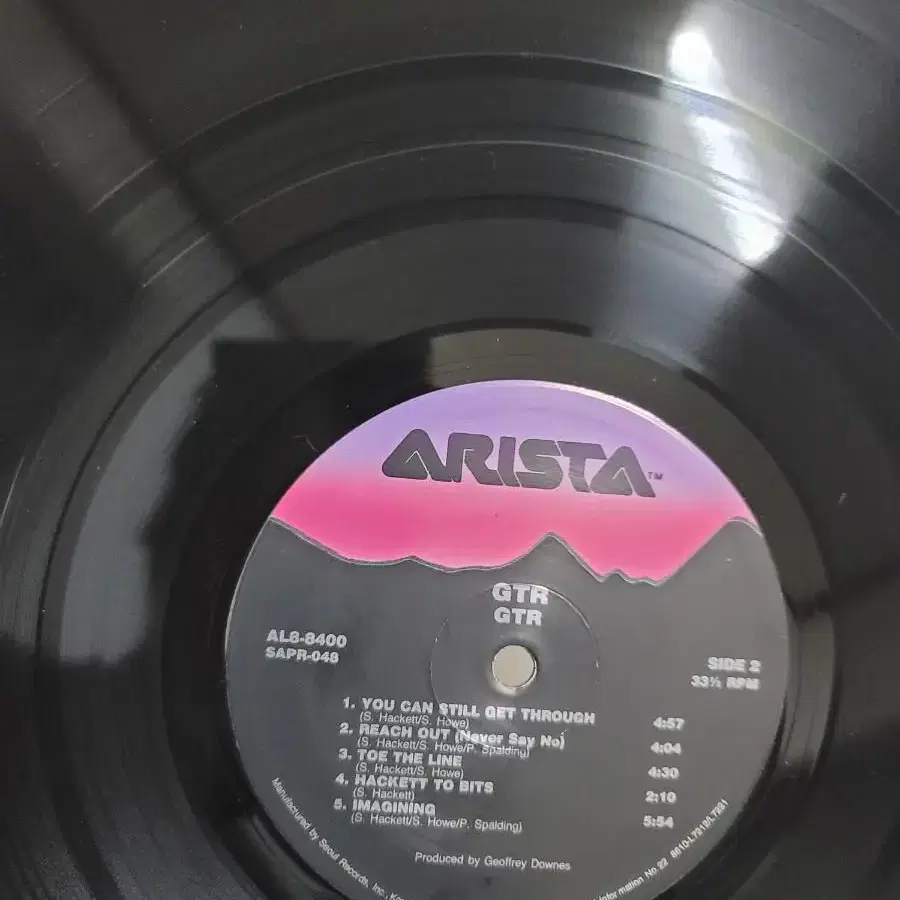 ARISTA™
GTR
GTR
AL8-8400
SAPR-048
SIDE 2
33⅓ RPM
1. YOU CAN STILL GET THROUGH 4:57
(S. Hackett/S. Howe)
2. REACH OUT (Never Say No) 4:04
(S. Hackett/S. Howe/P. Spalding)
3. TOE THE LINE 4:30
(S. Hackett/S. Howe)
4. HACKETT TO BITS 2:10
(S. Hackett)
5. IMAGINING 5:54
(S. Hackett/S. Howe/P. Spalding)
Produced by Geoffrey Downes
Manufactured by Seoul Records, Inc.,
No 22